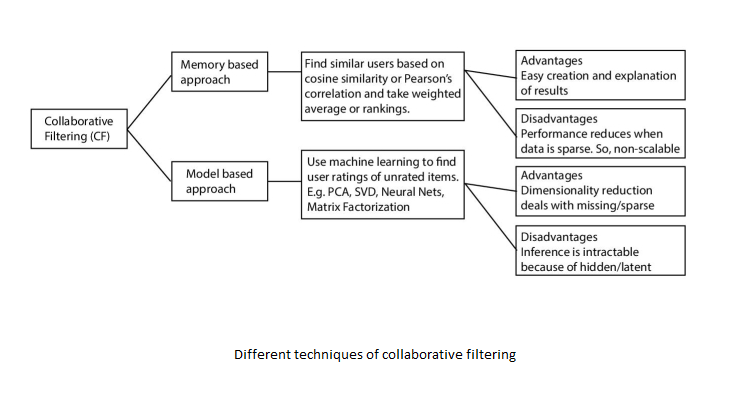 Collaborative
Filtering (CF)
Memory based
approach
Find similar users based on
cosine similarity or Pearson's
correlation and take weighted
average or rankings.
Advantages
Easy creation and explanation
of results
Disadvantages
Performance reduces when
data is sparse. So, non-scalable
Model based
approach
Use machine learning to find
user ratings of unrated items.
E.g. PCA, SVD, Neural Nets,
Matrix Factorization
Advantages
Dimensionality reduction
deals with missing/sparse
Disadvantages
Inference is intractable
because of hidden/latent
Different techniques of collaborative filtering